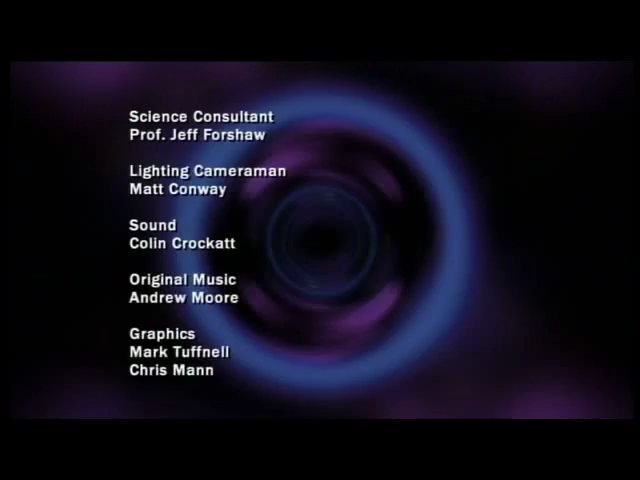 Science Consultant
Prof. Jeff Forshaw
Lighting Cameraman
Matt Conway
Sound
Colin Crockatt
Original Music
Andrew Moore
Graphics
Mark Tuffnell
Chris Mann